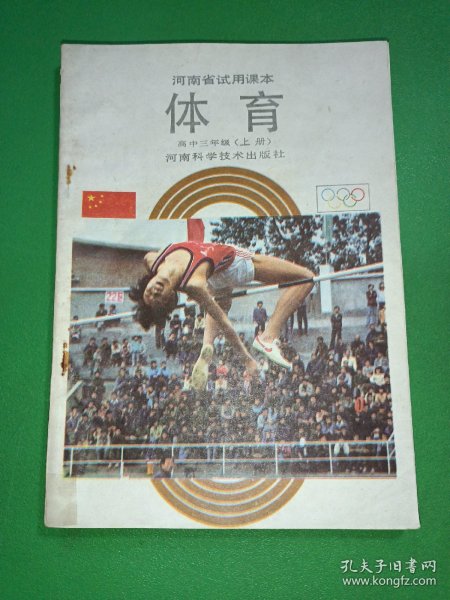 河南省试用课本
体育
高中三年级（上册）
河南科学技术出版社
孔夫子旧书网
www.kongfz.com